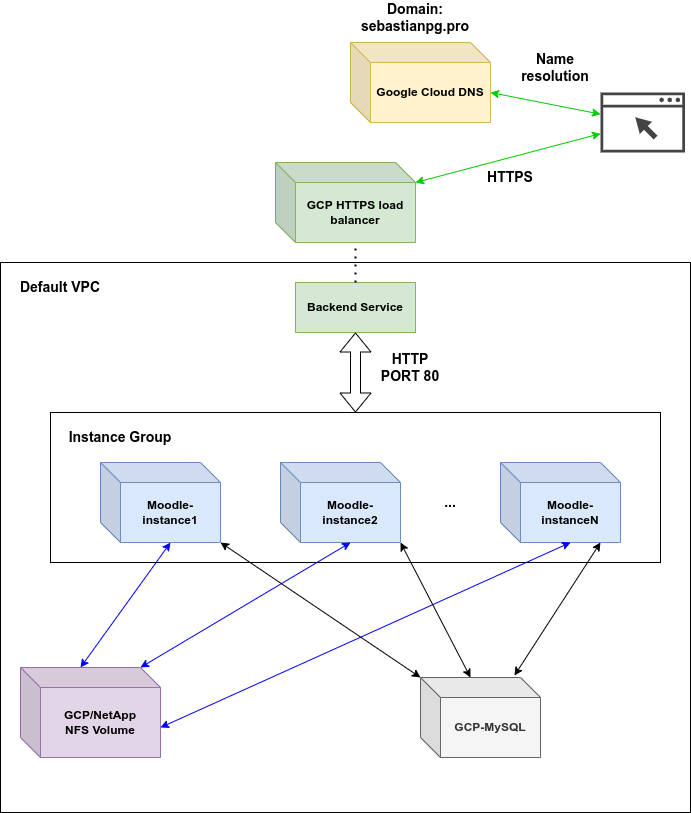 Domain:
sebastianpg.pro
Google Cloud DNS
Name
resolution
HTTPS
GCP HTTPS load
balancer
Default VPC
Backend Service
HTTP
PORT 80
Instance Group
Moodle-
instance1
Moodle-
instance2
...
Moodle-
instanceN
GCP/NetApp
NFS Volume
GCP-MySQL